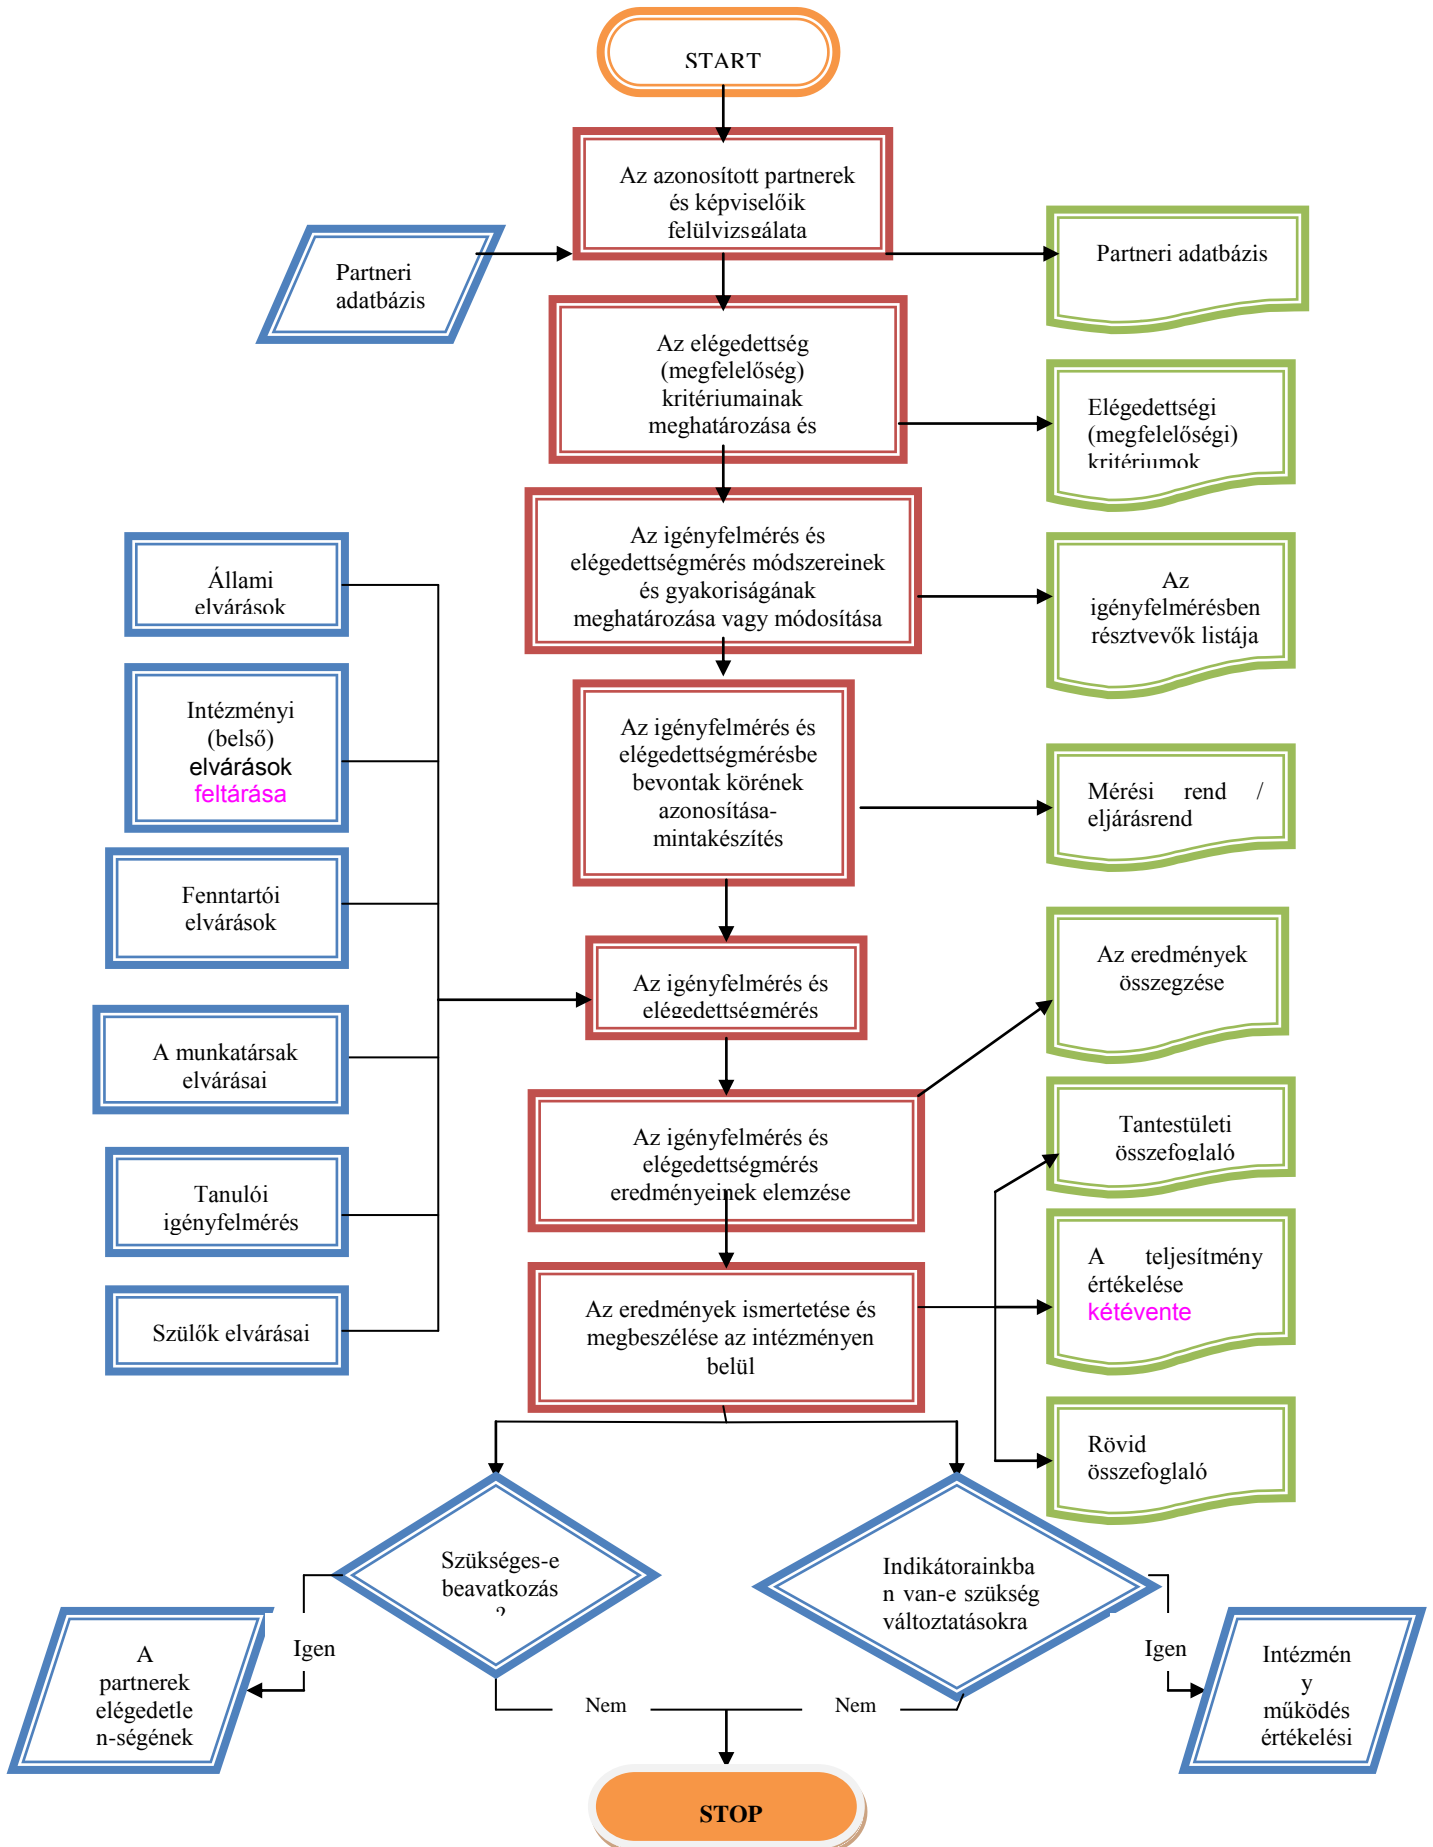 START
Az azonosított partnerek
és képviselőik
felülvizsgálata
Partneri
adatbázis
Partneri adatbázis
Az elégedettség
(megfelelőség)
kritériumainak
meghatározása és
Elégedettségi
(megfelelőségi)
kritériumok
Az igényfelmérés és
elégedettségmérés módszereinek
és gyakoriságának
meghatározása vagy módosítása
Az
igényfelmérésben
résztvevők listája
Állami
elvárások
Intézményi
(belső)
elvárások
feltárása
Az igényfelmérés és
elégedettségmérésbe
bevontak körének
azonosítása-
mintakészítés
Mérési rend /
eljárásrend
Fenntartói
elvárások
Az igényfelmérés és
elégedettségmérés
Az eredmények
összegzése
A munkatársak
elvárásai
Az igényfelmérés és
elégedettségmérés
eredményeinek elemzése
Tantestületi
összefoglaló
Tanulói
igényfelmérés
A teljesítmény
értékelése
kétévente
Szülők elvárásai
Az eredmények ismertetése és
megbeszélése az intézményen
belül
Rövid
összefoglaló
Szükséges-e
beavatkozás
?
Indikátorainkba
n van-e szükség
változtatásokra
Igen
Igen
A
partnerek
elégedetle
n-ségének
Intézmén
y
működés
értékelési
Nem
Nem
STOP